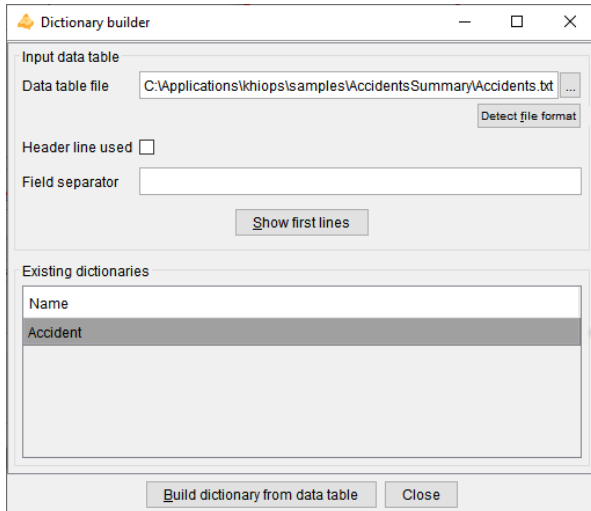 Dictionary builder
Input data table
Data table file C:\Applications\khiops\samples\AccidentsSummary\Accidents.txt ...
Detect file format
Header line used
Field separator
Show first lines
Existing dictionaries
Name
Accident
Build dictionary from data table Close